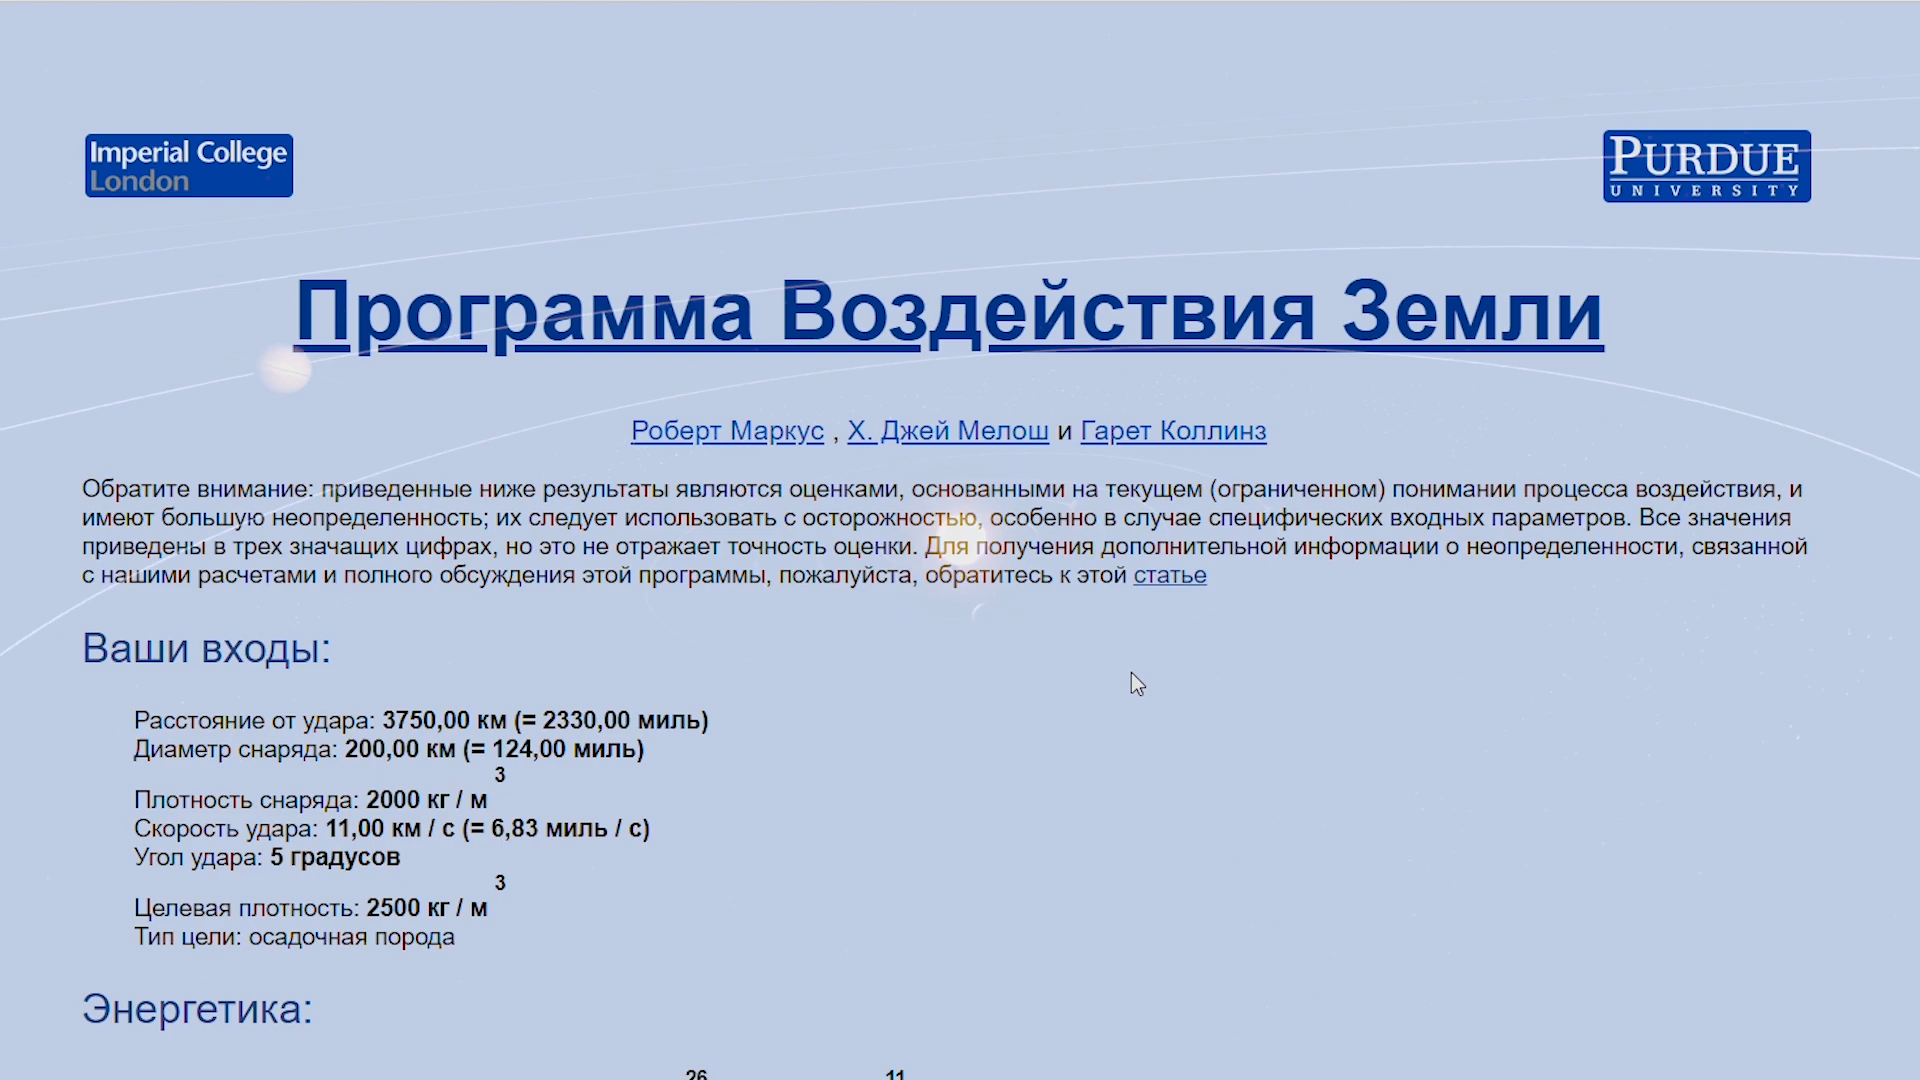 Imperial College
London
PURDUE
UNIVERSITY
Программа Воздействия Земли
Роберт Маркус , Х. Джей Мелош и Гарет Коллинз
Обратите внимание: приведенные ниже результаты являются оценками, основанными на текущем (ограниченном) понимании процесса воздействия, и
имеют большую неопределенность; их следует использовать с осторожностью, особенно в случае специфических входных параметров. Все значения
приведены в трех значащих цифрах, но это не отражает точность оценки. Для получения дополнительной информации о неопределенности, связанной
с нашими расчетами и полного обсуждения этой программы, пожалуйста, обратитесь к этой статье
Ваши входы:
Расстояние от удара: 3750,00 км (= 2330,00 миль)
Диаметр снаряда: 200,00 км (= 124,00 миль)
3
Плотность снаряда: 2000 кг / м
Скорость удара: 11,00 км / с (= 6,83 миль / с)
Угол удара: 5 градусов
3
Целевая плотность: 2500 кг / м
Тип цели: осадочная порода
Энергетика:
26 11